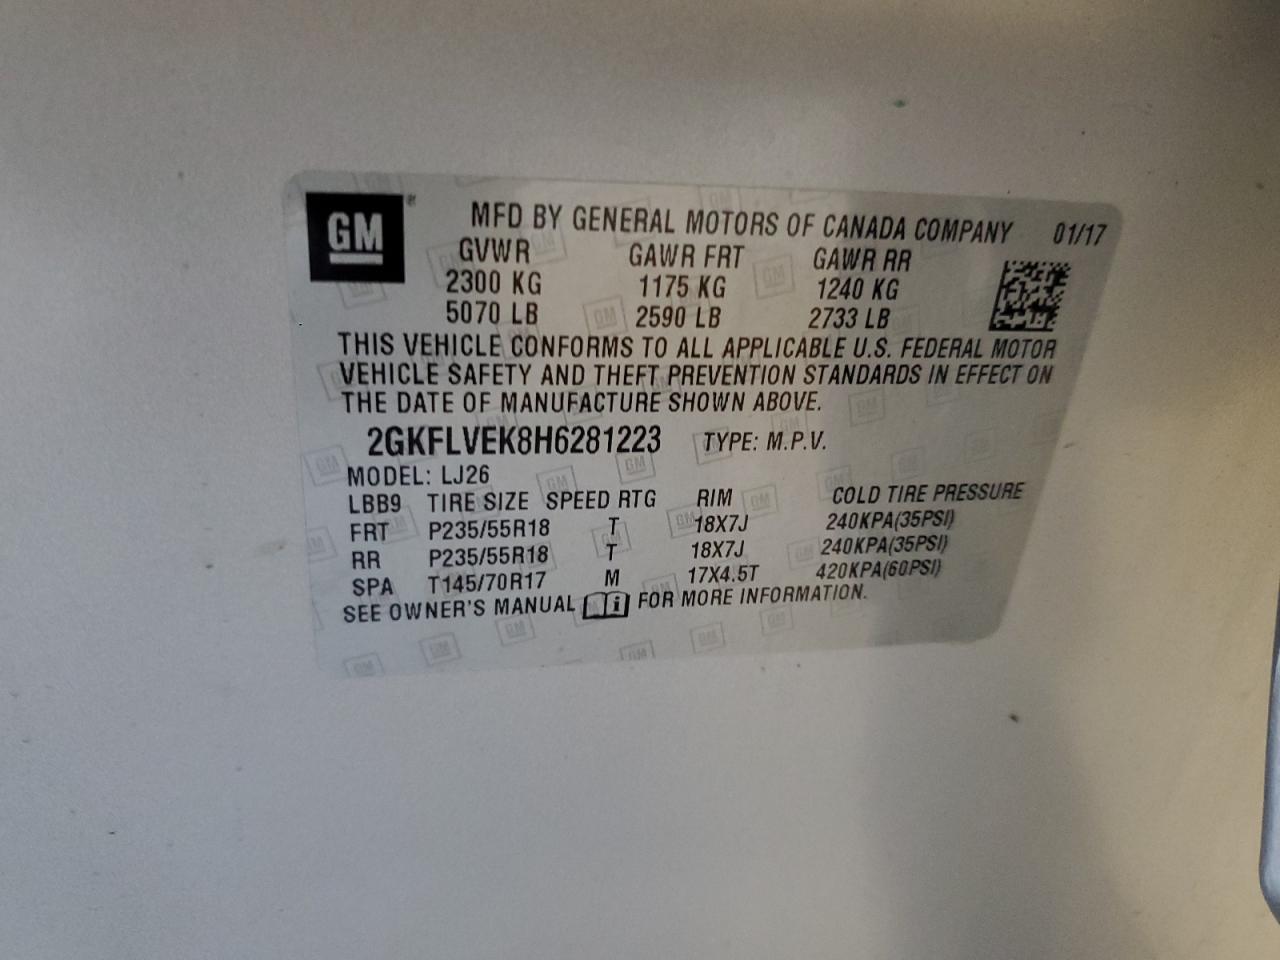 GM
MFD BY GENERAL MOTORS OF CANADA COMPANY 01/17
GVWR GAWR FRT GAWR RR
2300 KG 1175 KG 1240 KG
5070 LB 2590 LB 2733 LB
THIS VEHICLE CONFORMS TO ALL APPLICABLE U.S. FEDERAL MOTOR
VEHICLE SAFETY AND THEFT PREVENTION STANDARDS IN EFFECT ON
THE DATE OF MANUFACTURE SHOWN ABOVE.
2GKFLVEK8H6281223 TYPE: M.P.V.
MODEL: LJ26
LBB9 TIRE SIZE SPEED RTG RIM COLD TIRE PRESSURE
FRT P235/55R18 T 18X7J 240KPA(35PSI)
RR P235/55R18 T 18X7J 240KPA(35PSI)
SPA T145/70R17 M 17X4.5T 420KPA(60PSI)
SEE OWNER'S MANUAL i FOR MORE INFORMATION.